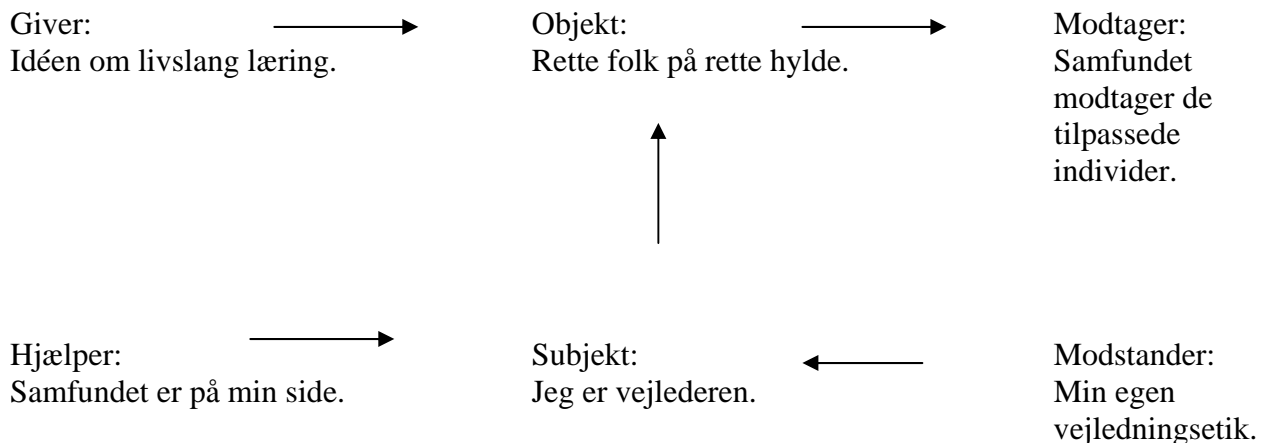 Giver:
Idéen om livslang læring.
Objekt:
Rette folk på rette hylde.
Modtager:
Samfundet
modtager de
tilpassede
individer.
Hjælper:
Samfundet er på min side.
Subjekt:
Jeg er vejlederen.
Modstander:
Min egen
vejledningsetik.